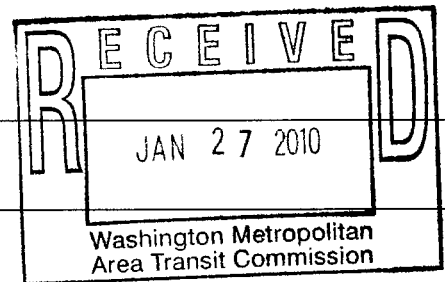 RECEIVED
JAN 27 2010
Washington Metropolitan
Area Transit Commission